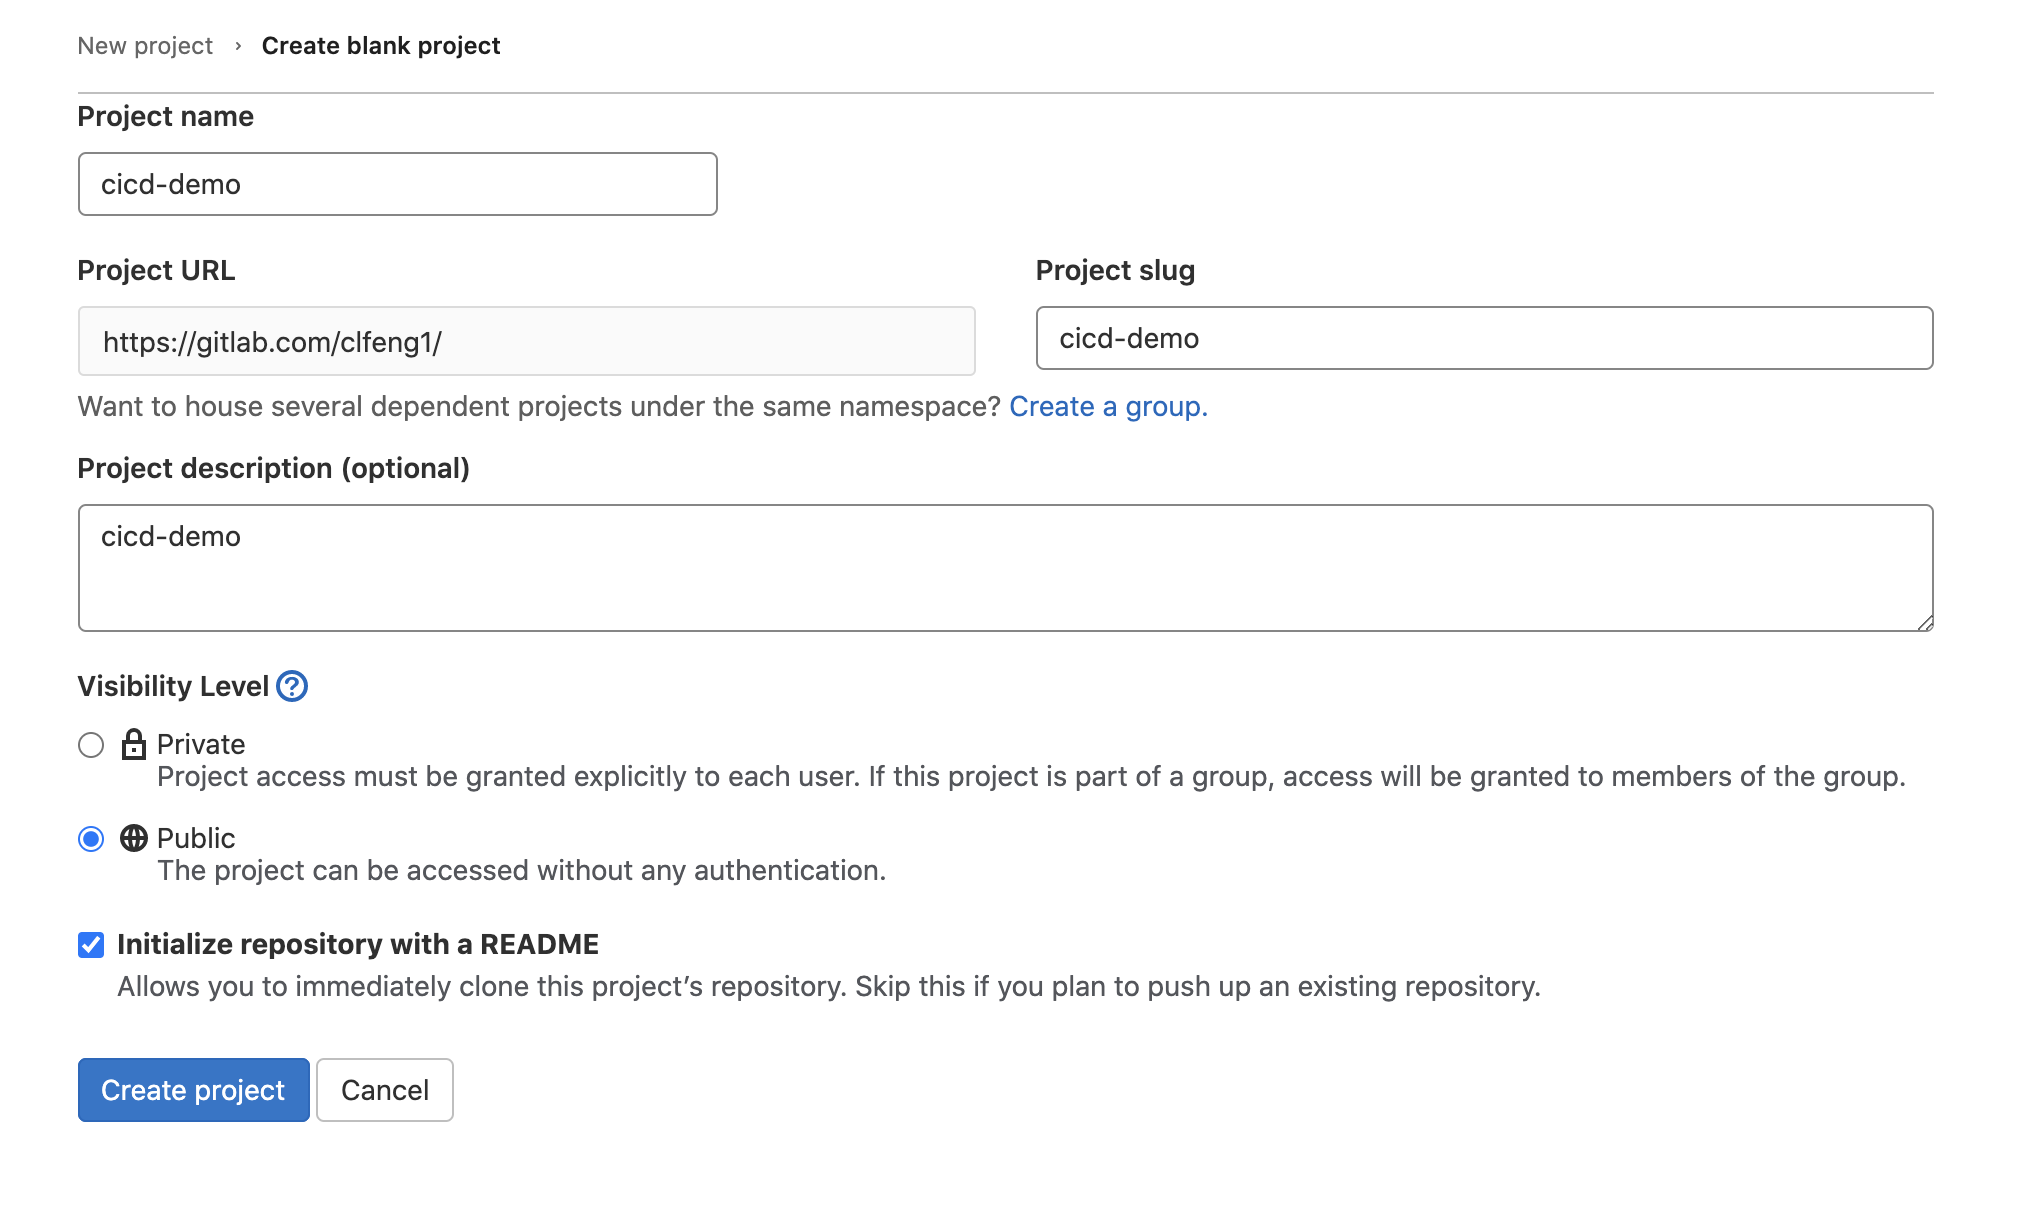 New project › Create blank project
Project name
cicd-demo
Project URL
Project slug
https://gitlab.com/clfeng1/
cicd-demo
Want to house several dependent projects under the same namespace? Create a group.
Project description (optional)
cicd-demo
Visibility Level ?
Private
Project access must be granted explicitly to each user. If this project is part of a group, access will be granted to members of the group.
Public
The project can be accessed without any authentication.
Initialize repository with a README
Allows you to immediately clone this project’s repository. Skip this if you plan to push up an existing repository.
Create project
Cancel